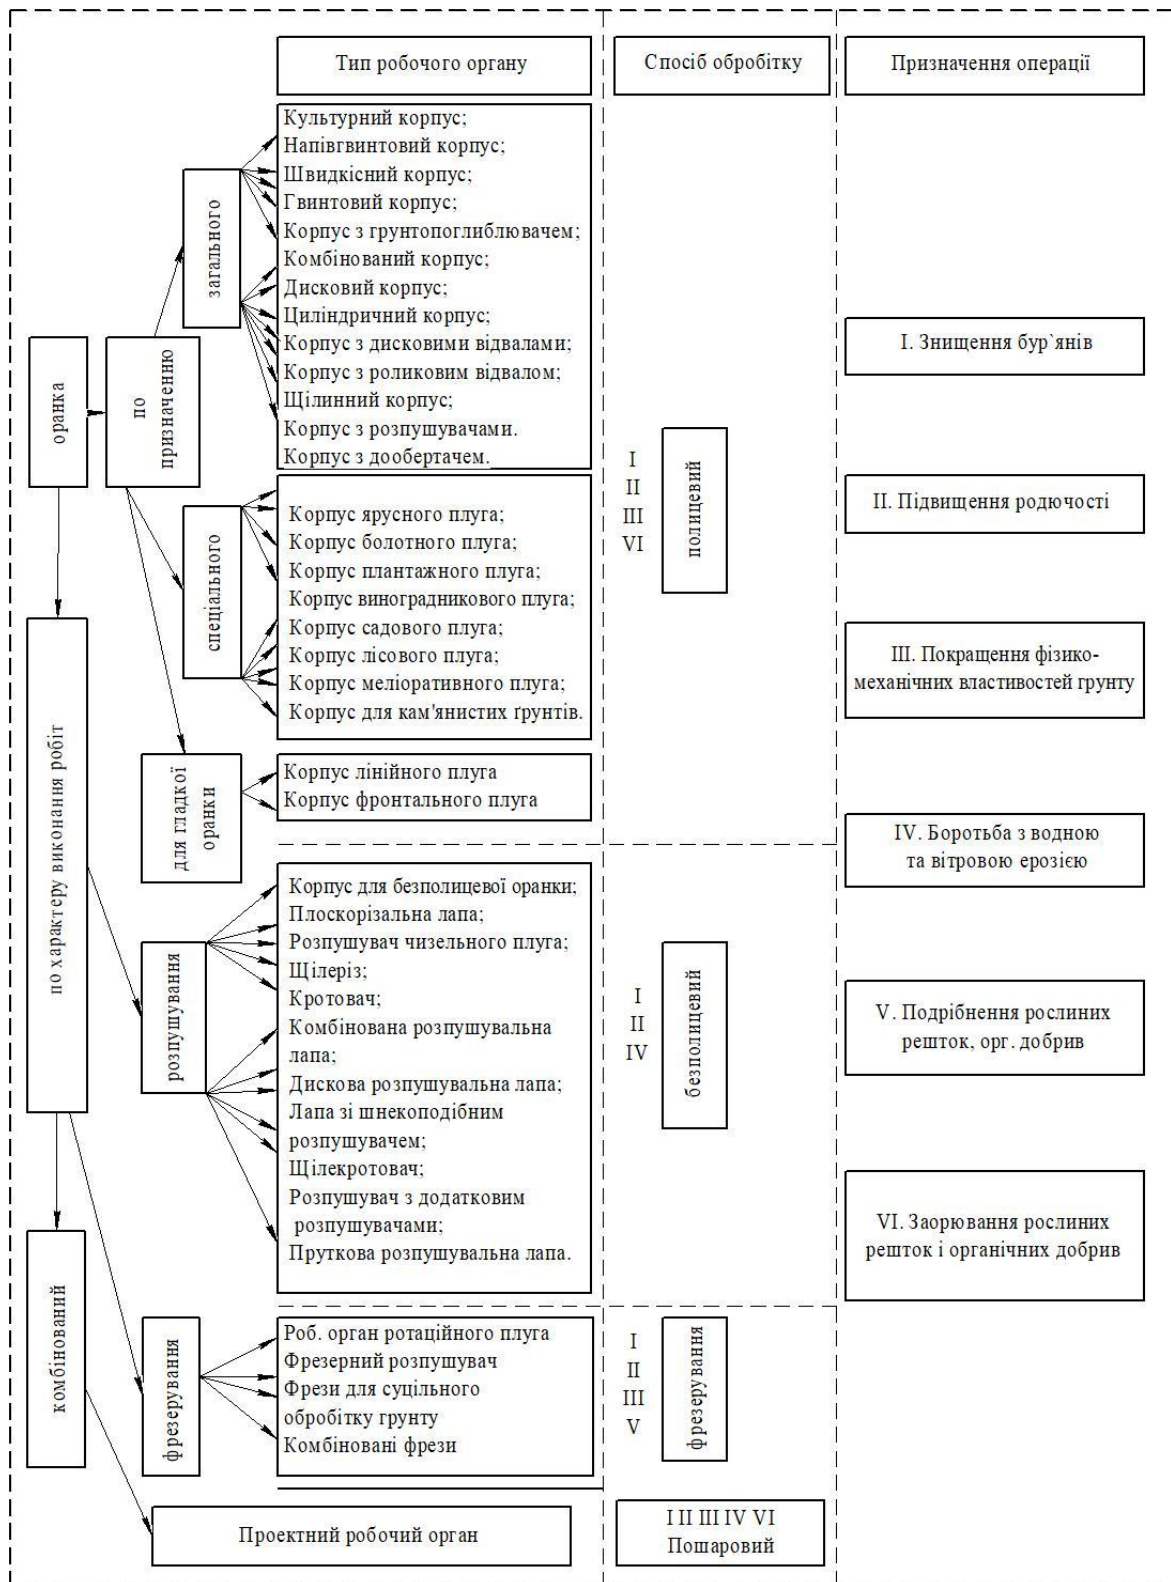 Тип робочого органу
Спосіб обробітку
Призначення операції
оранка
по
призначенню
загального
Культурний корпус;
Напівгвинтовий корпус;
Швидкісний корпус;
Гвинтовий корпус;
Корпус з грунтопоглиблювачем;
Комбінований корпус;
Дисковий корпус;
Циліндричний корпус;
Корпус з дисковими відвалами;
Корпус з роликовим відвалом;
Щілинний корпус;
Корпус з розпушувачами.
Корпус з дообертачем.
спеціального
Корпус ярусного плуга;
Корпус болотного плуга;
Корпус плантажного плуга;
Корпус виноградникового плуга;
Корпус садового плуга;
Корпус лісового плуга;
Корпус меліоративного плуга;
Корпус для кам'янистих ґрунтів.
для гладкої
оранки
Корпус лінійного плуга
Корпус фронтального плуга
I
II
III
VI
полицевий
по характеру виконання робіт
розпушування
Корпус для безполицевої оранки;
Плоскорізальна лапа;
Розпушувач чизельного плуга;
Щілеріз;
Кротовач;
Комбінована розпушувальна
лапа;
Дискова розпушувальна лапа;
Лапа зі шнекоподібним
розпушувачем;
Щілекротовач;
Розпушувач з додатковим
розпушувачами;
Пруткова розпушувальна лапа.
I
II
IV
безполицевий
фрезерування
Роб. орган ротаційного плуга
Фрезерний розпушувач
Фрези для суцільного
обробітку грунту
Комбіновані фрези
I
II
III
V
фрезерування
комбінований
Проектний робочий орган
I II III IV VI
Пошаровий
I. Знищення бур`янів
II. Підвищення родючості
III. Покращення фізико-
механічних властивостей грунту
IV. Боротьба з водною
та вітровою ерозією
V. Подрібнення рослиних
решток, орг. добрив
VI. Заорювання рослиних
решток і органічних добрив